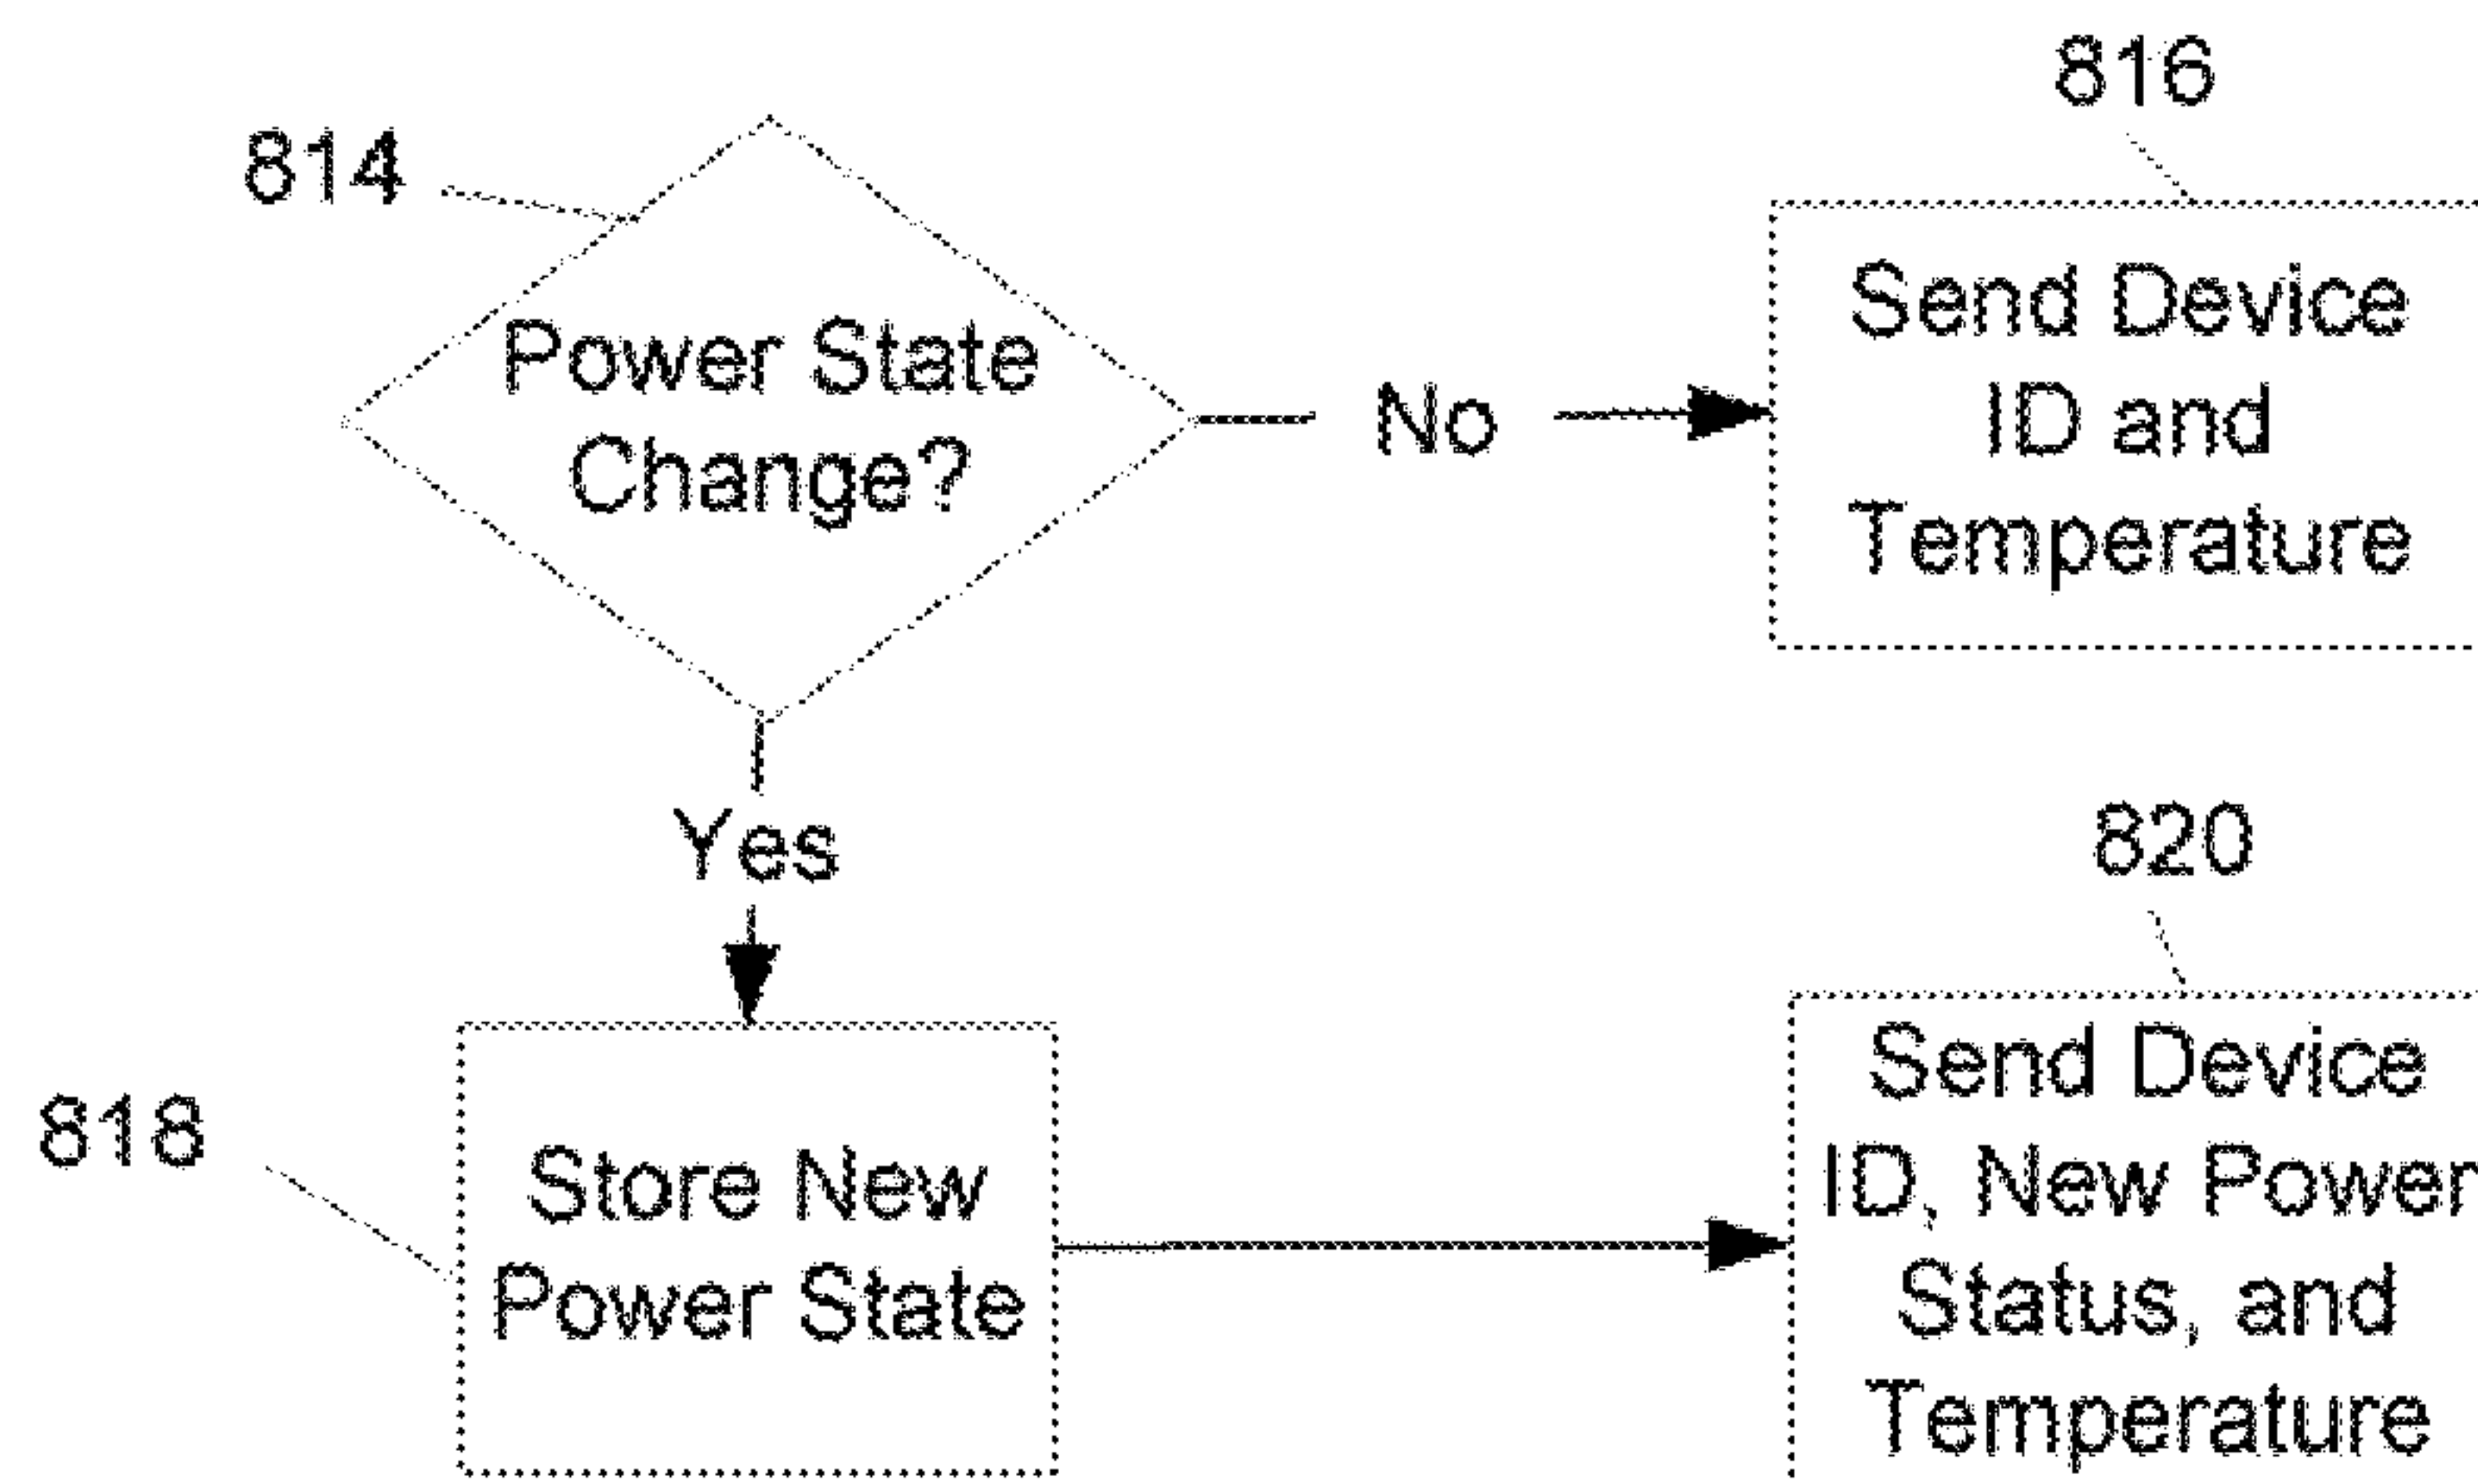 816
814
Send Device
ID and
Temperature
Power State
Change?
No
Yes
820
818
Store New
Power State
Send Device
ID, New Power
Status, and
Temperature